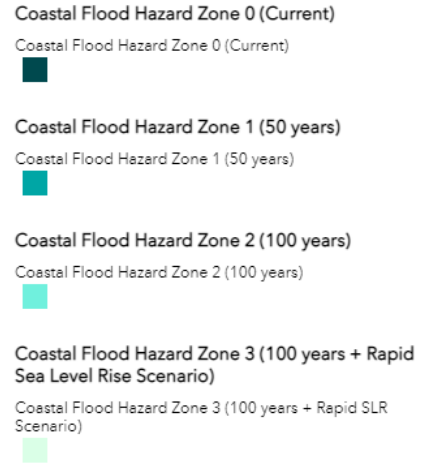 Coastal Flood Hazard Zone 0 (Current)
Coastal Flood Hazard Zone 0 (Current)
Coastal Flood Hazard Zone 1 (50 years)
Coastal Flood Hazard Zone 1 (50 years)
Coastal Flood Hazard Zone 2 (100 years)
Coastal Flood Hazard Zone 2 (100 years)
Coastal Flood Hazard Zone 3 (100 years + Rapid
Sea Level Rise Scenario)
Coastal Flood Hazard Zone 3 (100 years + Rapid SLR
Scenario)